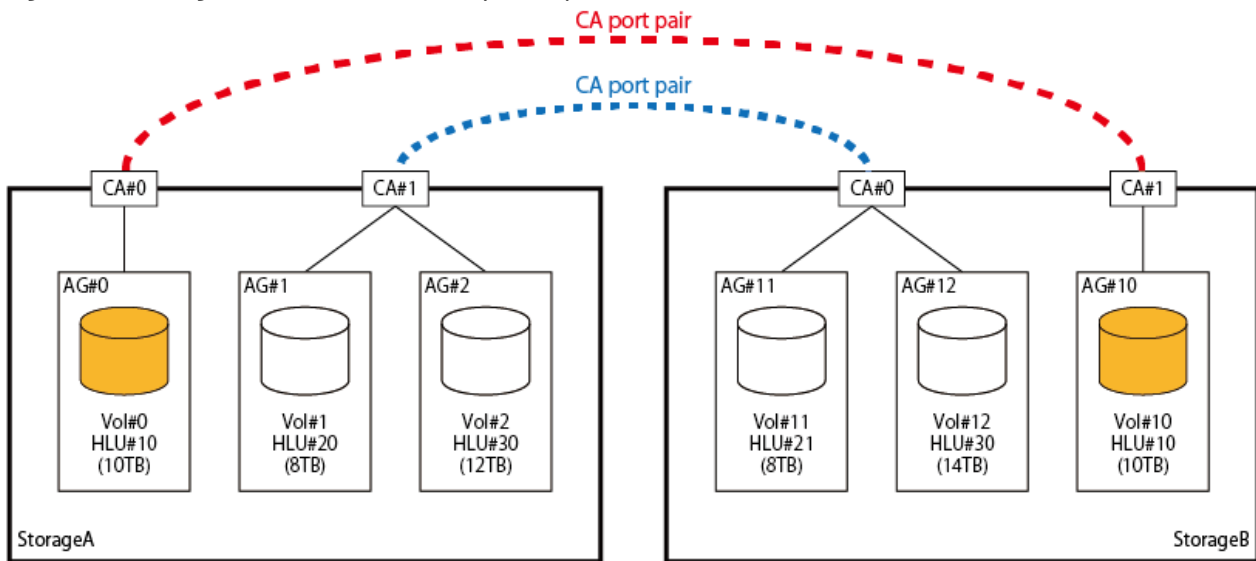 CA port pair
CA port pair
CA#0
CA#1
CA#0
CA#1
AG#0
Vol#0
HLU#10
(10TB)
AG#1
Vol#1
HLU#20
(8TB)
AG#2
Vol#2
HLU#30
(12TB)
StorageA
AG#11
Vol#11
HLU#21
(8TB)
AG#12
Vol#12
HLU#30
(14TB)
AG#10
Vol#10
HLU#10
(10TB)
StorageB